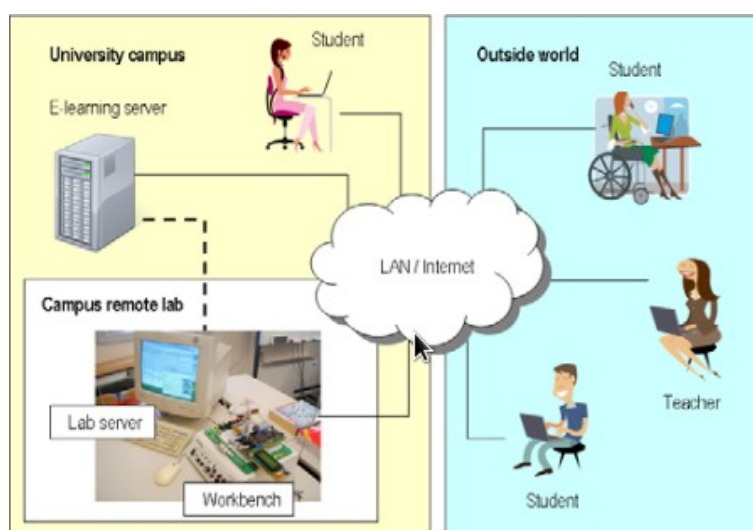 University campus
Student
E-learning server
Outside world
Student
LAN / Internet
Campus remote lab
Lab server
Workbench
Teacher
Student